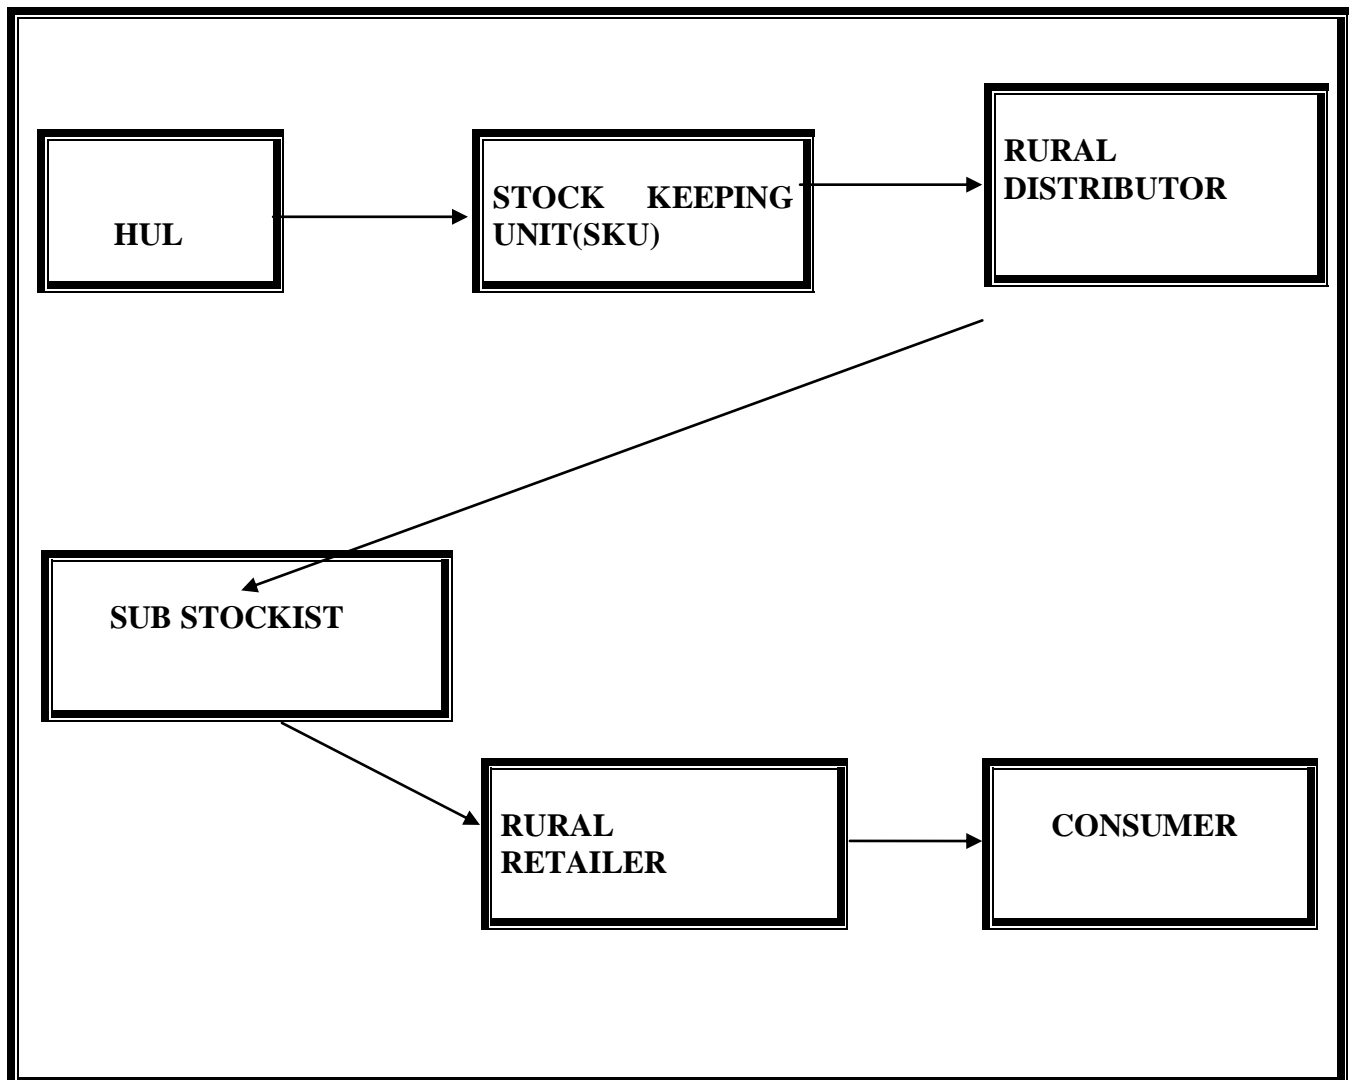 HUL
STOCK KEEPING
UNIT(SKU)
RURAL
DISTRIBUTOR
SUB STOCKIST
RURAL
RETAILER
CONSUMER